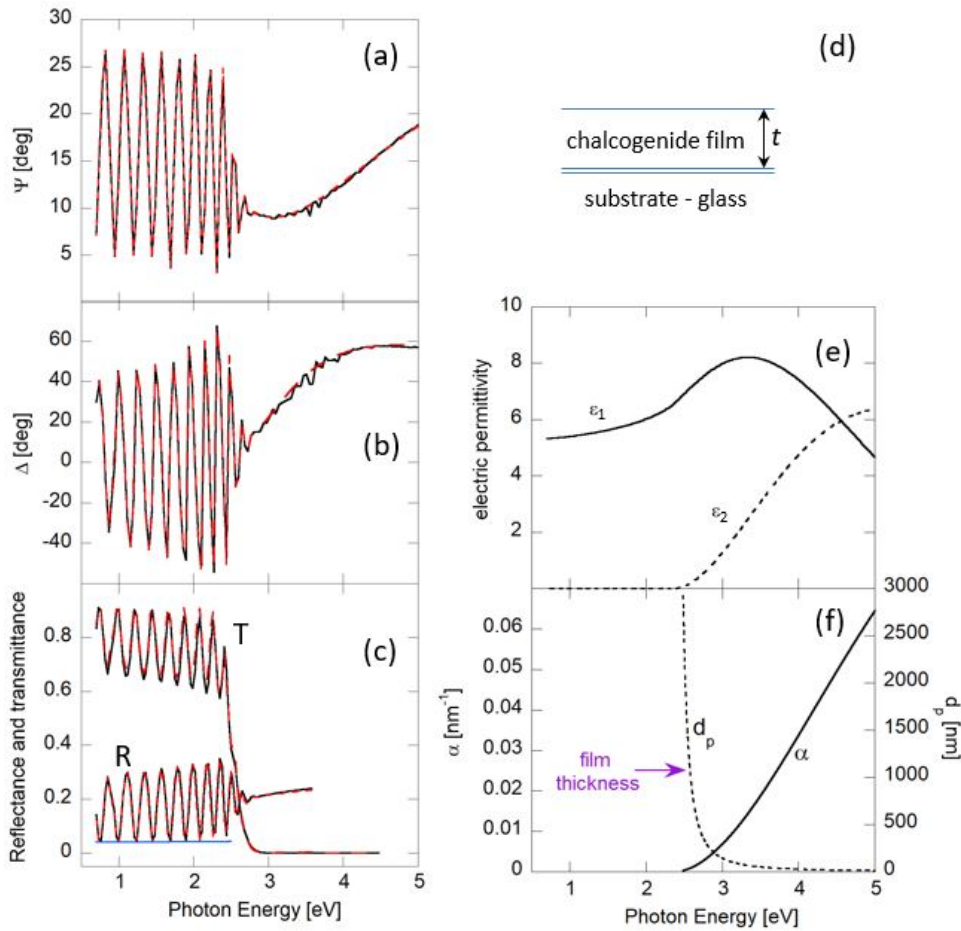 30
25
20
15
10
5
Ψ [deg]
(a)
60
40
20
0
-20
-40
Δ [deg]
(b)
0.8
0.6
0.4
0.2
0
Reflectance and transmittance
T
(c)
R
1
2
3
4
5
Photon Energy [eV]
(d)
chalcogenide film
t
substrate - glass
10
8
6
4
2
electric permittivity
(e)
ε1
ε2
0.06
0.05
0.04
0.03
0.02
0.01
0
α [nm-1]
(f)
dp
α
film
thickness
3000
2500
2000
1500
1000
500
0
dp [nm]
1
2
3
4
5
Photon Energy [eV]